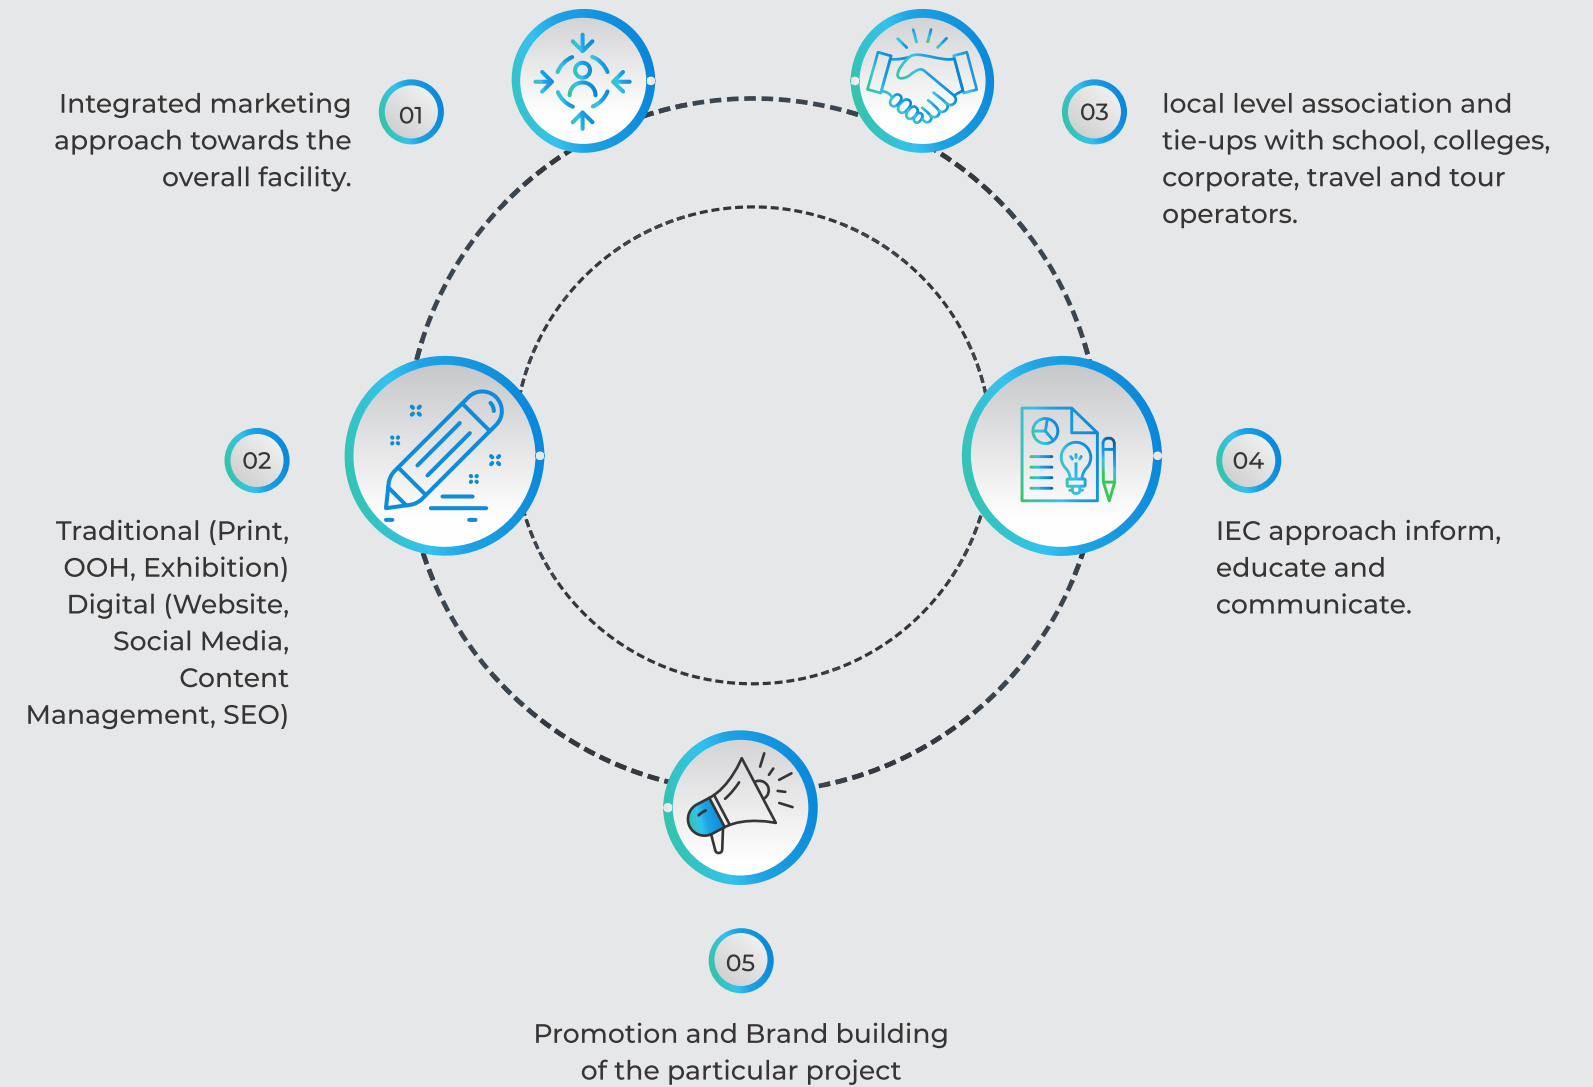 01
Integrated marketing
approach towards the
overall facility.
02
Traditional (Print,
OOH, Exhibition)
Digital (Website,
Social Media,
Content
Management, SEO)
03
local level association and
tie-ups with school, colleges,
corporate, travel and tour
operators.
04
IEC approach inform,
educate and
communicate.
05
Promotion and Brand building
of the particular project